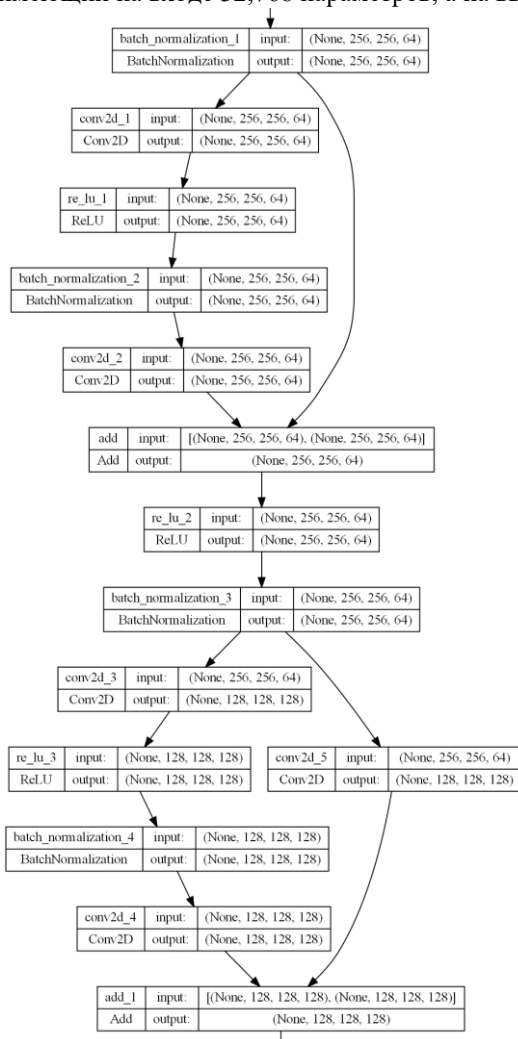 имеющий на входе 32,768 параметров, а на
batch_normalization_1 input: (None, 256, 256, 64)
BatchNormalization output: (None, 256, 256, 64)
conv2d_1 input: (None, 256, 256, 64)
Conv2D output: (None, 256, 256, 64)
re_lu_1 input: (None, 256, 256, 64)
ReLU output: (None, 256, 256, 64)
batch_normalization_2 input: (None, 256, 256, 64)
BatchNormalization output: (None, 256, 256, 64)
conv2d_2 input: (None, 256, 256, 64)
Conv2D output: (None, 256, 256, 64)
add input: [(None, 256, 256, 64), (None, 256, 256, 64)]
Add output: (None, 256, 256, 64)
re_lu_2 input: (None, 256, 256, 64)
ReLU output: (None, 256, 256, 64)
batch_normalization_3 input: (None, 256, 256, 64)
BatchNormalization output: (None, 256, 256, 64)
conv2d_3 input: (None, 256, 256, 64)
Conv2D output: (None, 128, 128, 128)
re_lu_3 input: (None, 128, 128, 128)
ReLU output: (None, 128, 128, 128)
conv2d_5 input: (None, 256, 256, 64)
Conv2D output: (None, 128, 128, 128)
batch_normalization_4 input: (None, 128, 128, 128)
BatchNormalization output: (None, 128, 128, 128)
conv2d_4 input: (None, 128, 128, 128)
Conv2D output: (None, 128, 128, 128)
add_1 input: [(None, 128, 128, 128), (None, 128, 128, 128)]
Add output: (None, 128, 128, 128)